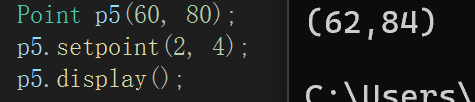 Point p5(60, 80);
p5.setpoint(2, 4);
p5.display();
(62,84)
C:\Users\